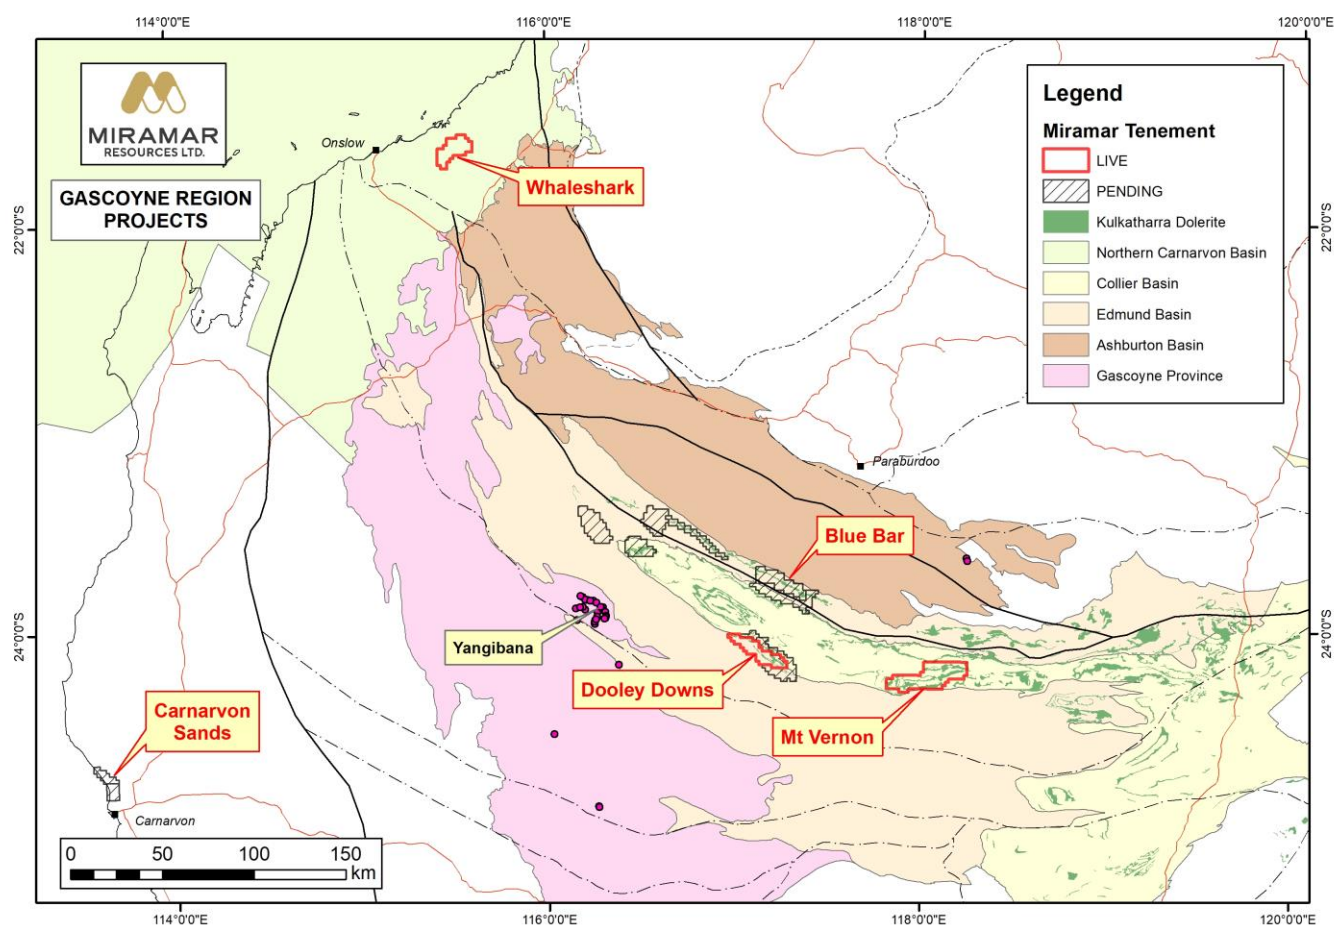 114°0'0"E
116°0'0"E
118°0'0"E
120°0'0"E
MIRAMAR
RESOURCES LTD.
GASCOYNE REGION
PROJECTS
Onslow
Whaleshark
Legend
Miramar Tenement
LIVE
PENDING
Kulkatharra Dolerite
Northern Carnarvon Basin
Collier Basin
Edmund Basin
Ashburton Basin
Gascoyne Province
22°0'0"S
22°0'0"S
Paraburdoo
Blue Bar
24°0'0"S
24°0'0"S
Yangibana
Dooley Downs
Mt Vernon
Carnarvon
Sands
Carnarvon
0 50 100 150
km
114°0'0"E
116°0'0"E
118°0'0"E
120°0'0"E